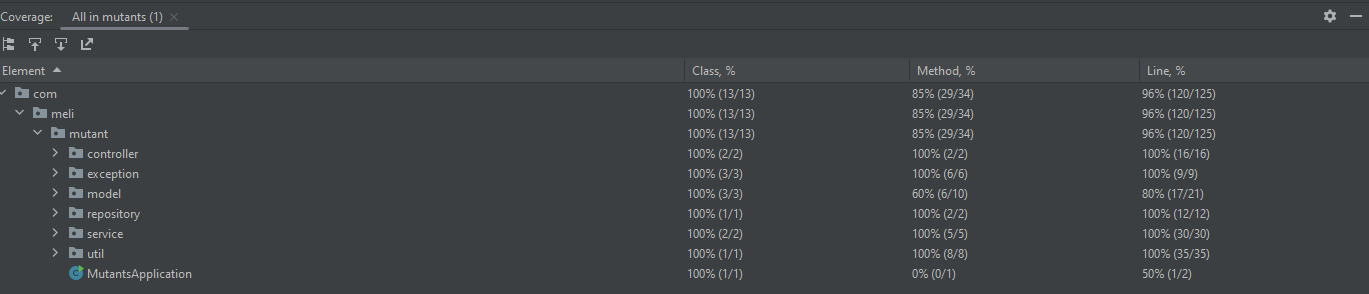 Coverage: All in mutants (1)
Element Class, % Method, % Line, %
com 100% (13/13) 85% (29/34) 96% (120/125)
meli 100% (13/13) 85% (29/34) 96% (120/125)
mutant 100% (13/13) 85% (29/34) 96% (120/125)
controller 100% (2/2) 100% (2/2) 100% (16/16)
exception 100% (3/3) 100% (6/6) 100% (9/9)
model 100% (3/3) 60% (6/10) 80% (17/21)
repository 100% (1/1) 100% (2/2) 100% (12/12)
service 100% (2/2) 100% (5/5) 100% (30/30)
util 100% (1/1) 100% (8/8) 100% (35/35)
MutantsApplication 100% (1/1) 0% (0/1) 50% (1/2)